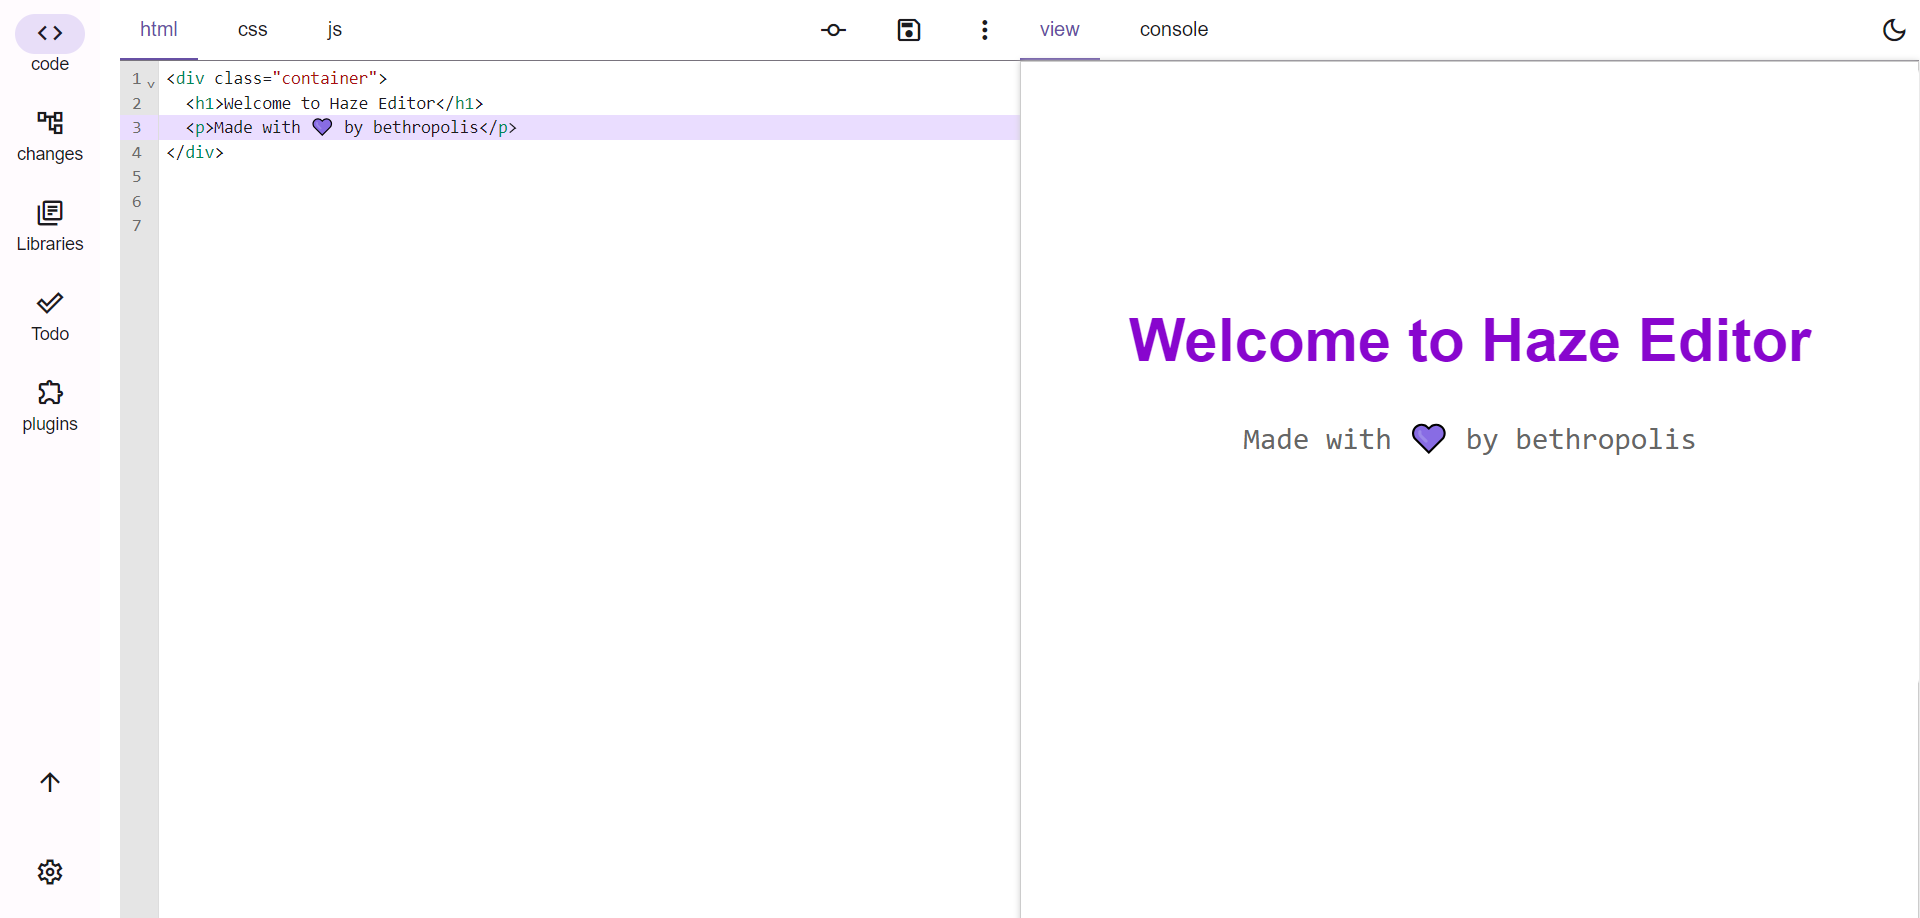 code
changes
Libraries
Todo
plugins
html css js
1 <div class="container">
2 <h1>Welcome to Haze Editor</h1>
3 <p>Made with 💜 by bethropolis</p>
4 </div>
5
6
7
view console
Welcome to Haze Editor
Made with 💜 by bethropolis